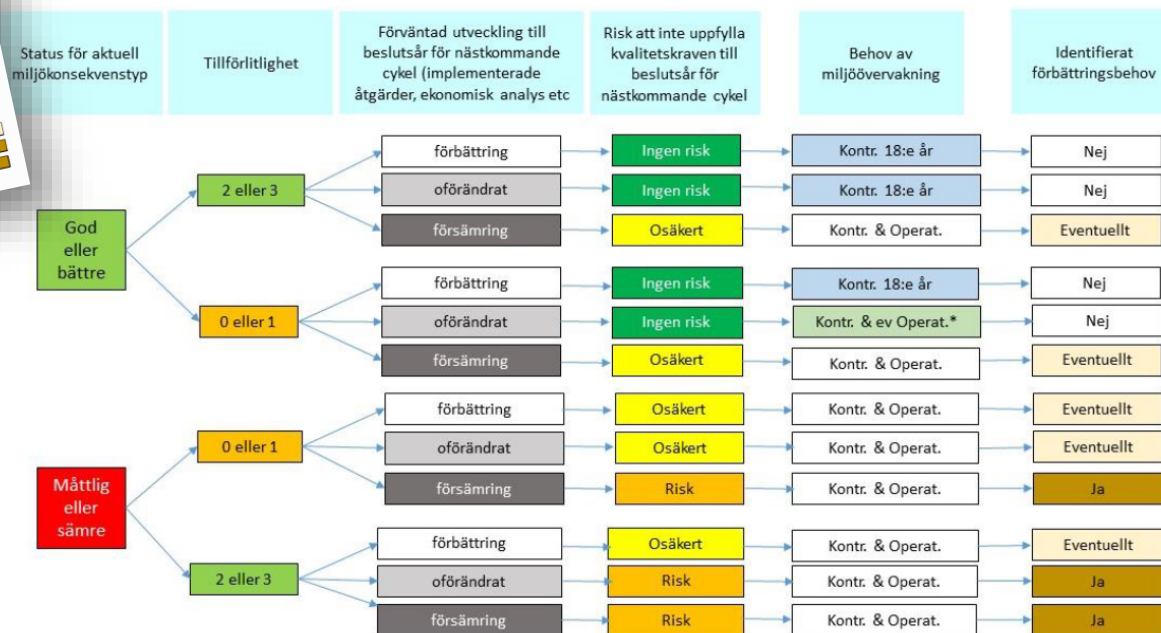 Status för aktuell
miljökonsekvenstyp
Tillförlitlighet
Förväntad utveckling till
beslutsår för nästkommande
cykel (implementerade
åtgärder, ekonomisk analys etc
Risk att inte uppfylla
kvalitetskraven till
beslutsår för
nästkommande cykel
Behov av
miljöövervakning
Identifierat
förbättringsbehov
God
eller
bättre
2 eller 3
förbättring
Ingen risk
Kontr. 18:e år
Nej
oförändrat
Ingen risk
Kontr. 18:e år
Nej
försämring
Osäkert
Kontr. & Operat.
Eventuellt
0 eller 1
förbättring
Ingen risk
Kontr. 18:e år
Nej
oförändrat
Ingen risk
Kontr. & ev Operat.*
Nej
försämring
Osäkert
Kontr. & Operat.
Eventuellt
Måttlig
eller
sämre
0 eller 1
förbättring
Osäkert
Kontr. & Operat.
Eventuellt
oförändrat
Osäkert
Kontr. & Operat.
Eventuellt
försämring
Risk
Kontr. & Operat.
Ja
2 eller 3
förbättring
Osäkert
Kontr. & Operat.
Eventuellt
oförändrat
Risk
Kontr. & Operat.
Ja
försämring
Risk
Kontr. & Operat.
Ja